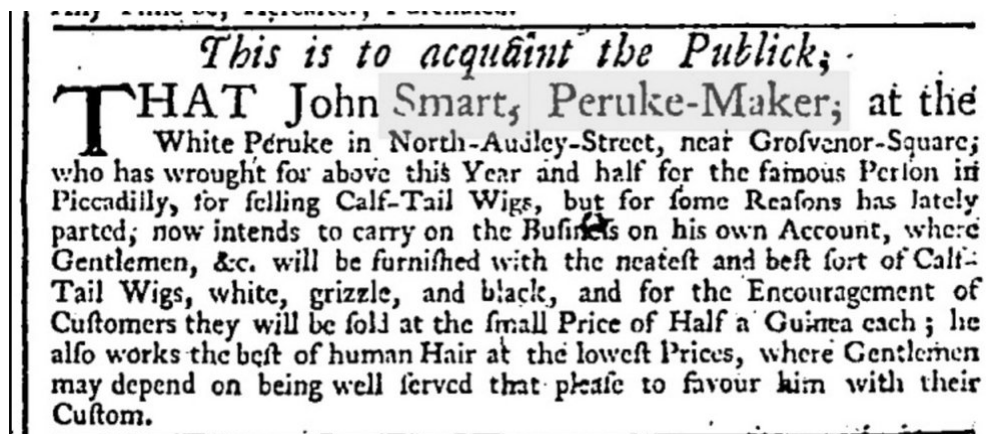 This is to acquaint the Publick;
THAT John Smart, Peruke-Maker, at the
White Peruke in North-Audley-Street, near Groſvenor-Square;
who has wrought for above this Year and half for the famous Perſon in
Piccadilly, for ſelling Calf-Tail Wigs, but for ſome Reaſons has lately
parted; now intends to carry on the Buſineſs on his own Account, where
Gentlemen, &c. will be furniſhed with the neateſt and beſt ſort of Calf-
Tail Wigs, white, grizzle, and black, and for the Encouragement of
Cuſtomers they will be ſold at the ſmall Price of Half a Guinea each; he
alſo works the beſt of human Hair at the loweſt Prices, where Gentlemen
may depend on being well ſerved that pleaſe to favour him with their
Cuſtom.